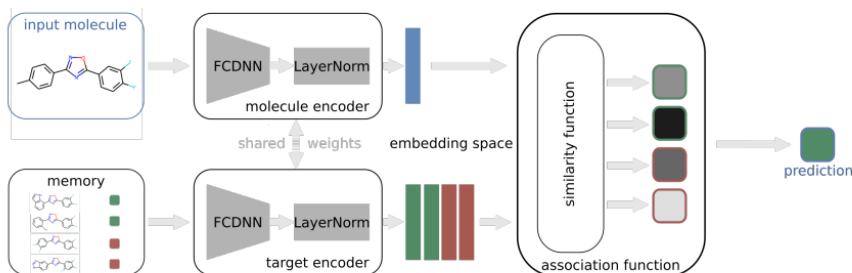 input molecule
FCDNN
LayerNorm
molecule encoder
shared weights
embedding space
similarity function
association function
prediction
memory
FCDNN
LayerNorm
target encoder